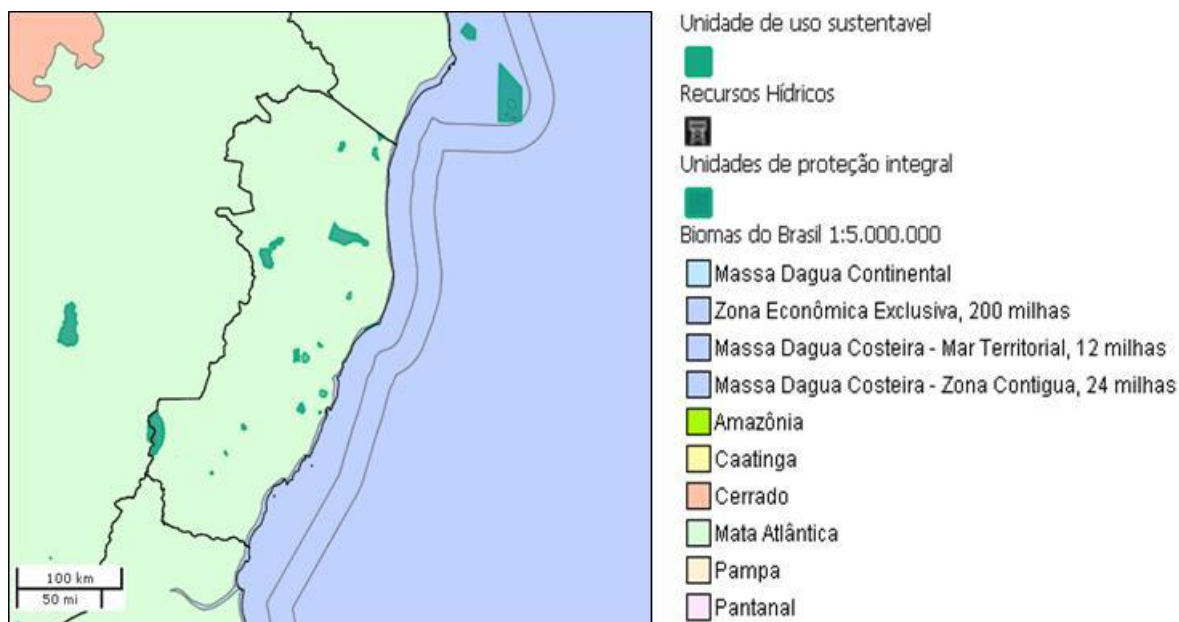 Unidade de uso sustentavel
Recursos Hídricos
Unidades de proteção integral
Biomas do Brasil 1:5.000.000
Massa Dagua Continental
Zona Econômica Exclusiva, 200 milhas
Massa Dagua Costeira - Mar Territorial, 12 milhas
Massa Dagua Costeira - Zona Contigua, 24 milhas
Amazônia
Caatinga
Cerrado
Mata Atlântica
Pampa
Pantanal
100 km
50 mi